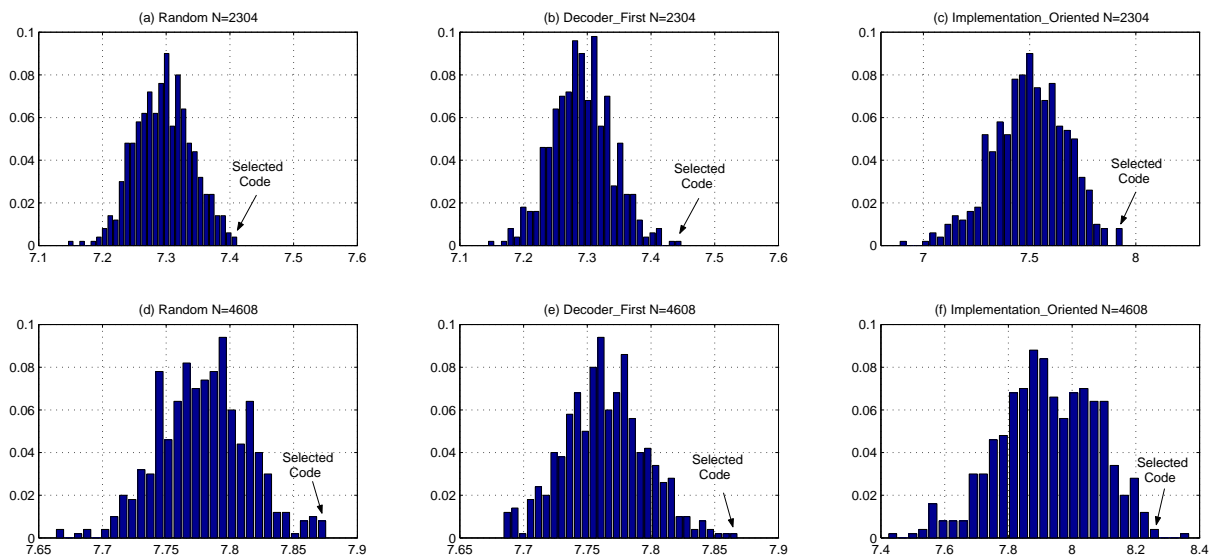 (a) Random N=2304
0.1
0.08
0.06
0.04
0.02
0
7.1 7.2 7.3 7.4 7.5 7.6
Selected
Code
(b) Decoder_First N=2304
0.1
0.08
0.06
0.04
0.02
0
7.1 7.2 7.3 7.4 7.5 7.6
Selected
Code
(c) Implementation_Oriented N=2304
0.1
0.08
0.06
0.04
0.02
0
7 7.5 8
Selected
Code
(d) Random N=4608
0.1
0.08
0.06
0.04
0.02
0
7.65 7.7 7.75 7.8 7.85 7.9
Selected
Code
(e) Decoder_First N=4608
0.1
0.08
0.06
0.04
0.02
0
7.65 7.7 7.75 7.8 7.85 7.9
Selected
Code
(f) Implementation_Oriented N=4608
0.1
0.08
0.06
0.04
0.02
0
7.4 7.6 7.8 8 8.2 8.4
Selected
Code